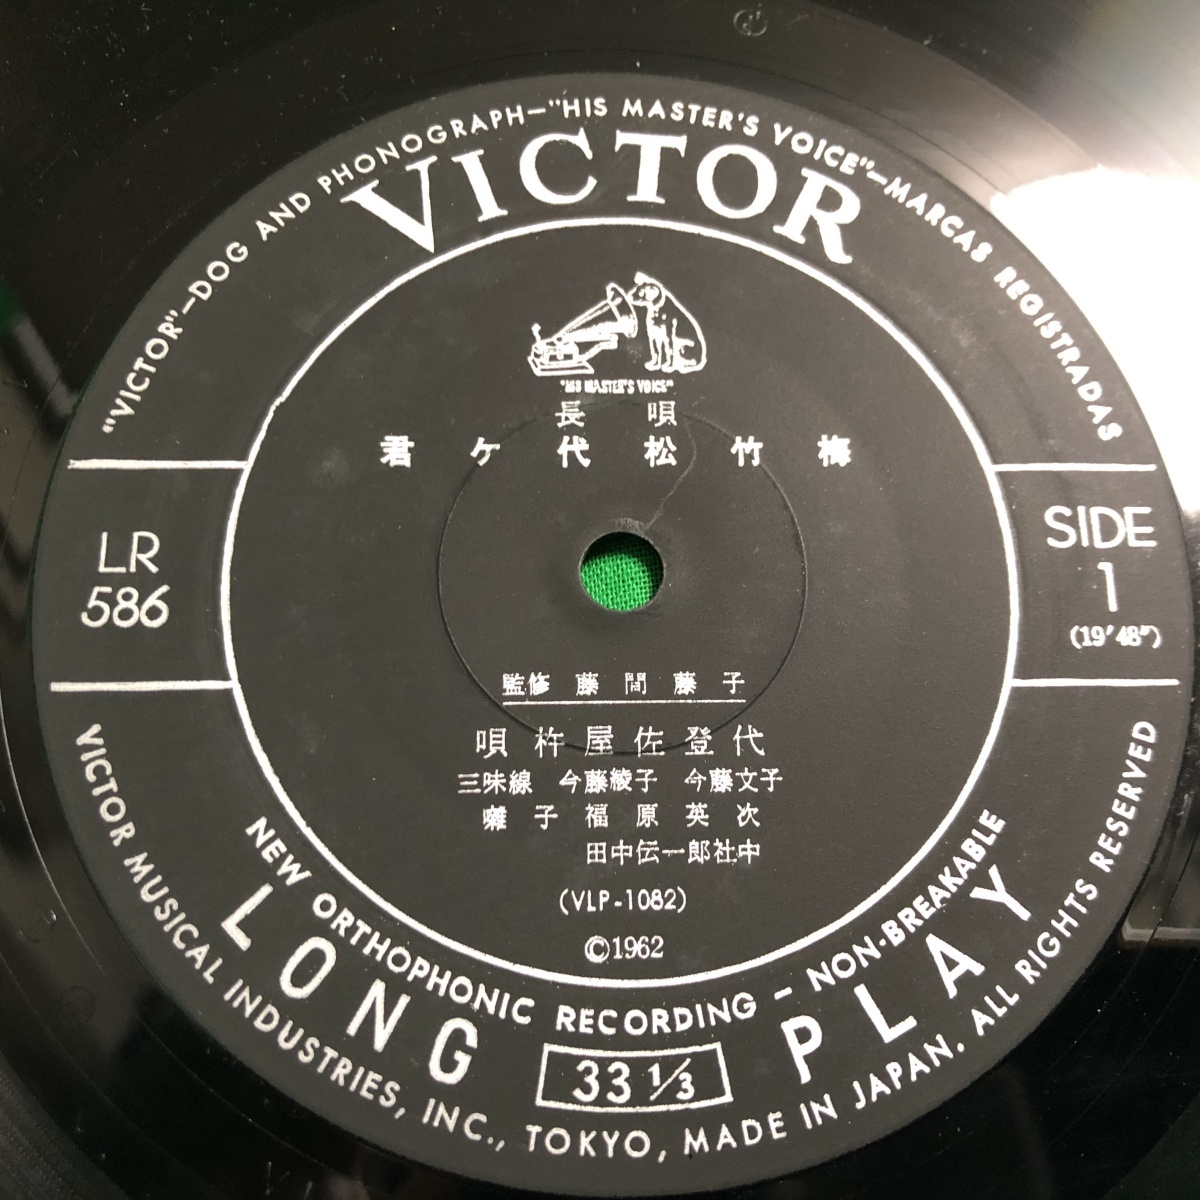 "VICTOR"—DOG AND PHONOGRAPH—"HIS MASTER'S VOICE"—MARCAS REGISTRADAS
VICTOR
"HIS MASTER'S VOICE"
長唄
君ヶ代松竹梅
LR
586
SIDE
1
(19′48″)
監修 藤間藤子
唄 杵屋佐登代
三味線 今藤綾子 今藤文子
囃子 福原英次
田中伝一郎社中
(VLP-1082)
©1962
NEW ORTHOPHONIC RECORDING — NON-BREAKABLE
LONG PLAY
33 1/3
VICTOR MUSICAL INDUSTRIES, INC., TOKYO, MADE IN JAPAN. ALL RIGHTS RESERVED